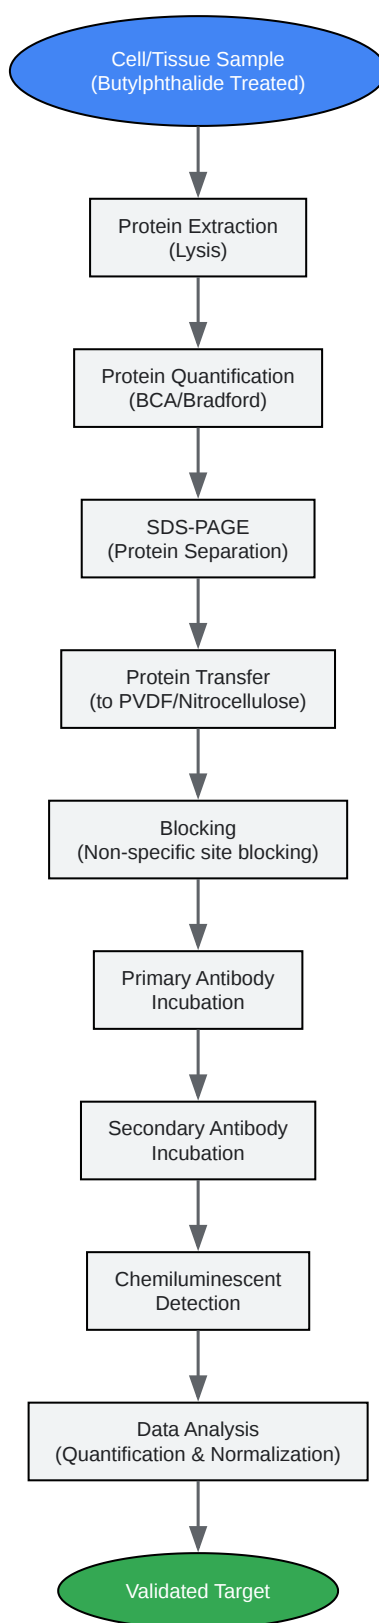 Cell/Tissue Sample
(Butylphthalide Treated)
Protein Extraction
(Lysis)
Protein Quantification
(BCA/Bradford)
SDS-PAGE
(Protein Separation)
Protein Transfer
(to PVDF/Nitrocellulose)
Blocking
(Non-specific site blocking)
Primary Antibody
Incubation
Secondary Antibody
Incubation
Chemiluminescent
Detection
Data Analysis
(Quantification & Normalization)
Validated Target